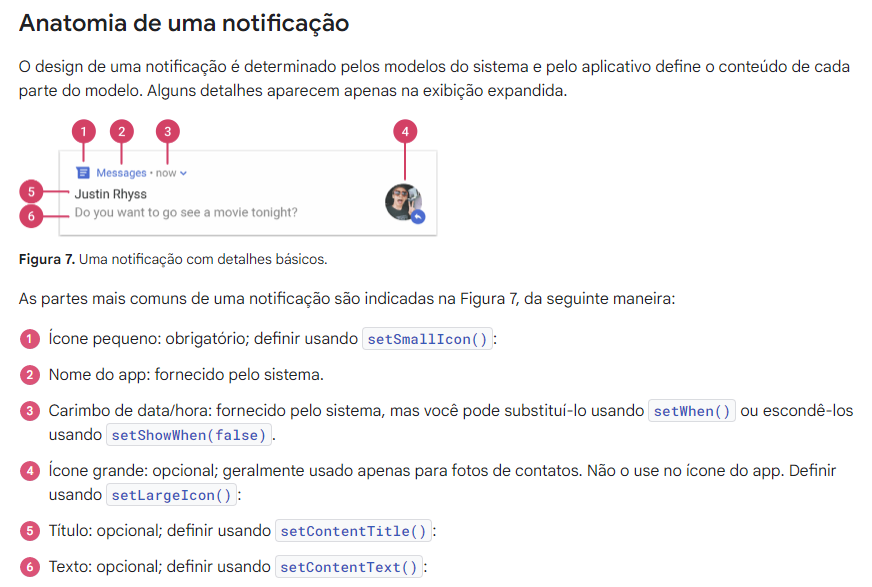 Anatomia de uma notificação
O design de uma notificação é determinado pelos modelos do sistema e pelo aplicativo define o conteúdo de cada
parte do modelo. Alguns detalhes aparecem apenas na exibição expandida.
1 2 3 4
Messages • now
5 Justin Rhyss
6 Do you want to go see a movie tonight?
Figura 7. Uma notificação com detalhes básicos.
As partes mais comuns de uma notificação são indicadas na Figura 7, da seguinte maneira:
1 Ícone pequeno: obrigatório; definir usando setSmallIcon():
2 Nome do app: fornecido pelo sistema.
3 Carimbo de data/hora: fornecido pelo sistema, mas você pode substituí-lo usando setWhen() ou escondê-los
usando setShowWhen(false).
4 Ícone grande: opcional; geralmente usado apenas para fotos de contatos. Não o use no ícone do app. Definir
usando setLargeIcon():
5 Título: opcional; definir usando setContentTitle():
6 Texto: opcional; definir usando setContentText():